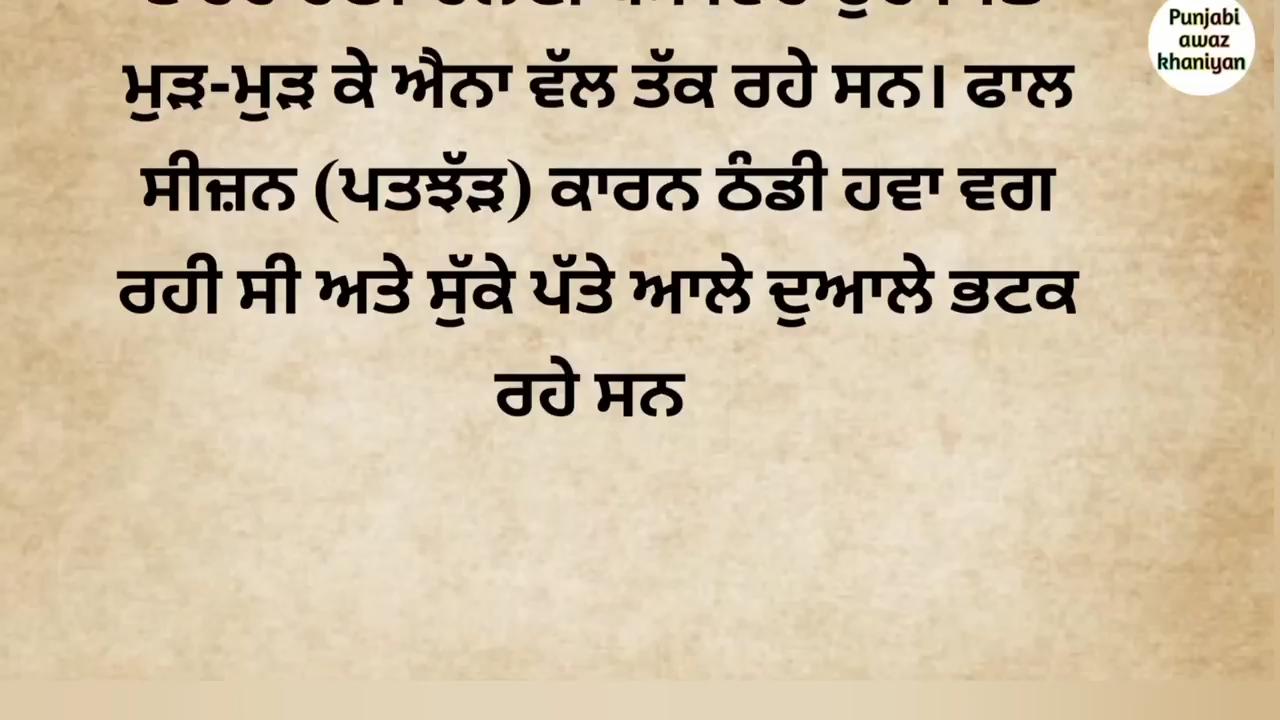 Punjabi
awaz
khaniyan
ਮੁੜ-ਮੁੜ ਕੇ ਐਨਾ ਵੱਲ ਤੱਕ ਰਹੇ ਸਨ। ਫਾਲ
ਸੀਜ਼ਨ (ਪਤਝੱੜ) ਕਾਰਨ ਠੰਡੀ ਹਵਾ ਵਗ
ਰਹੀ ਸੀ ਅਤੇ ਸੁੱਕੇ ਪੱਤੇ ਆਲੇ ਦੁਆਲੇ ਭਟਕ
ਰਹੇ ਸਨ